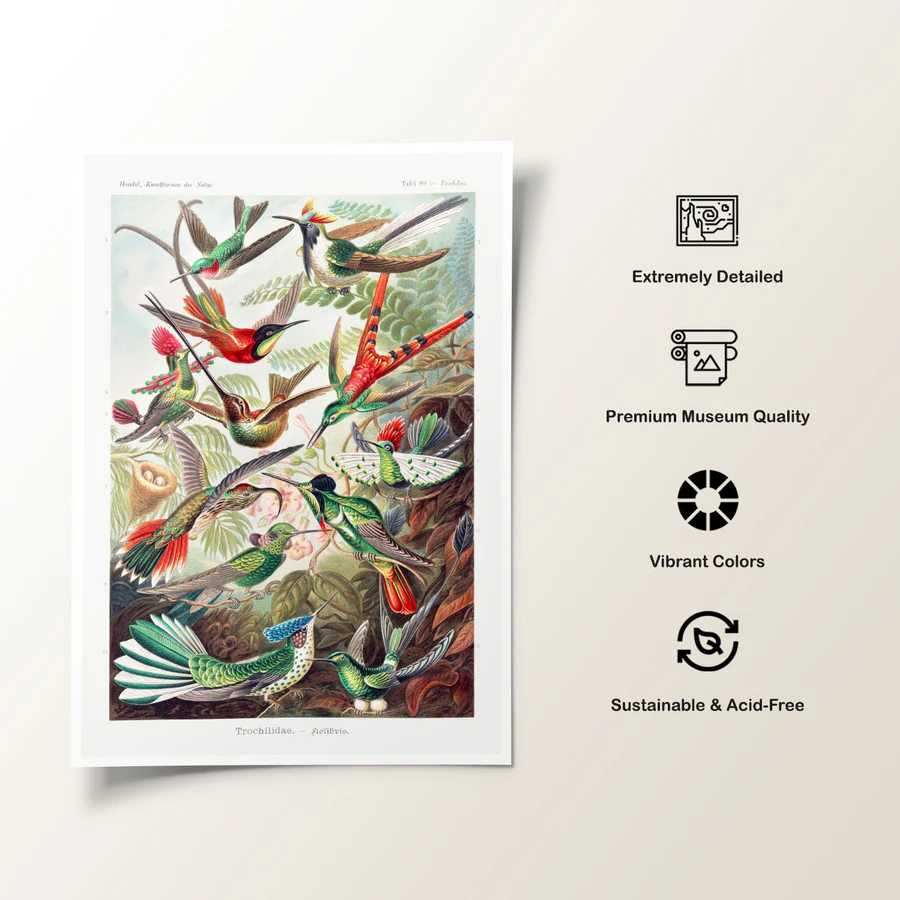 Haeckel, Kunstformen der Natur
Tafel 99 — Trochilus.
Extremely Detailed
Premium Museum Quality
Vibrant Colors
Sustainable & Acid-Free
Trochilidae. — Kolibris.